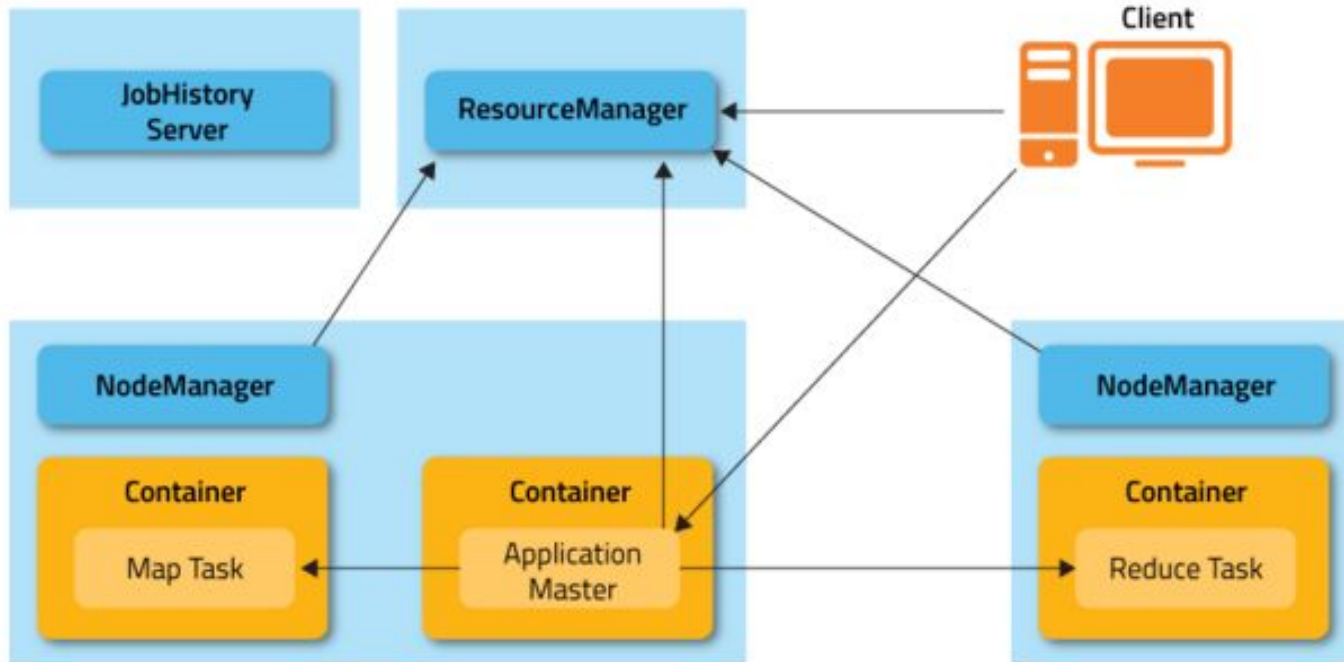 Client
JobHistory
Server
ResourceManager
NodeManager
NodeManager
Container
Container
Container
Map Task
Application
Master
Reduce Task